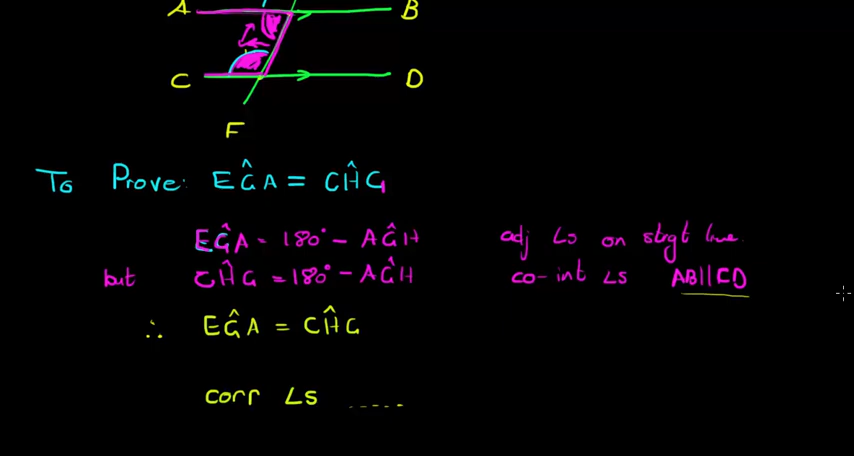 A B
C D
F
To Prove: EĜA = CĤG
EĜA = 180° - AĜH adj ∠s on strgt line
but CĤG = 180° - AĜH co-int ∠s AB||CD
∴ EĜA = CĤG
corr ∠s .....